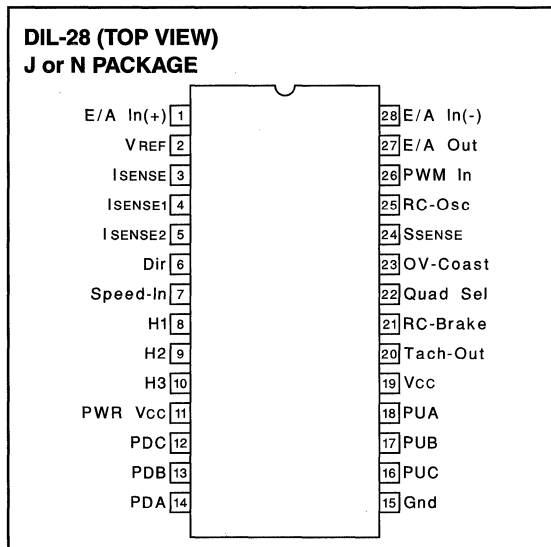 DIL-28 (TOP VIEW)
J or N PACKAGE
E/A In(+) 1 28 E/A In(-)
VREF 2 27 E/A Out
ISENSE 3 26 PWM In
ISENSE1 4 25 RC-Osc
ISENSE2 5 24 SSENSE
Dir 6 23 OV-Coast
Speed-In 7 22 Quad Sel
H1 8 21 RC-Brake
H2 9 20 Tach-Out
H3 10 19 VCC
PWR VCC 11 18 PUA
PDC 12 17 PUB
PDB 13 16 PUC
PDA 14 15 Gnd